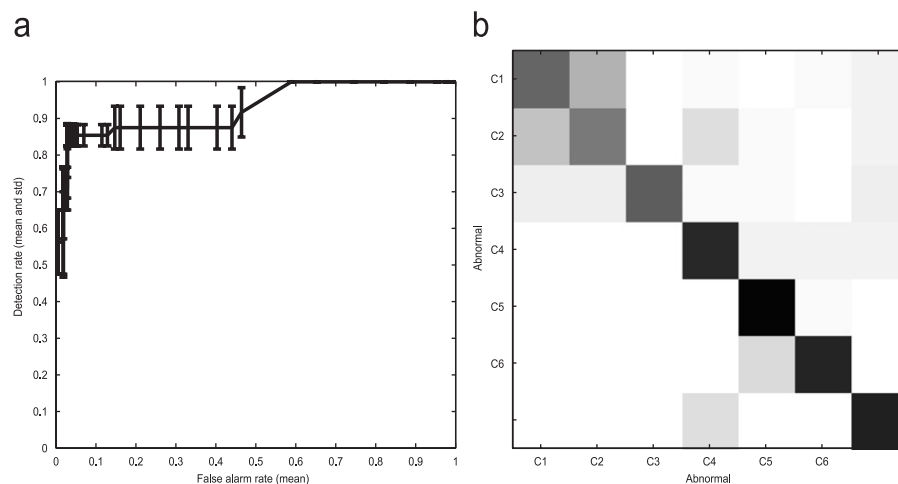 a
b
1
0.9
0.8
0.7
0.6
0.5
0.4
0.3
0.2
0.1
0
Detection rate (mean and std)
0 0.1 0.2 0.3 0.4 0.5 0.6 0.7 0.8 0.9 1
False alarm rate (mean)
C1
C2
C3
C4
C5
C6
Abnormal
C1 C2 C3 C4 C5 C6
Abnormal